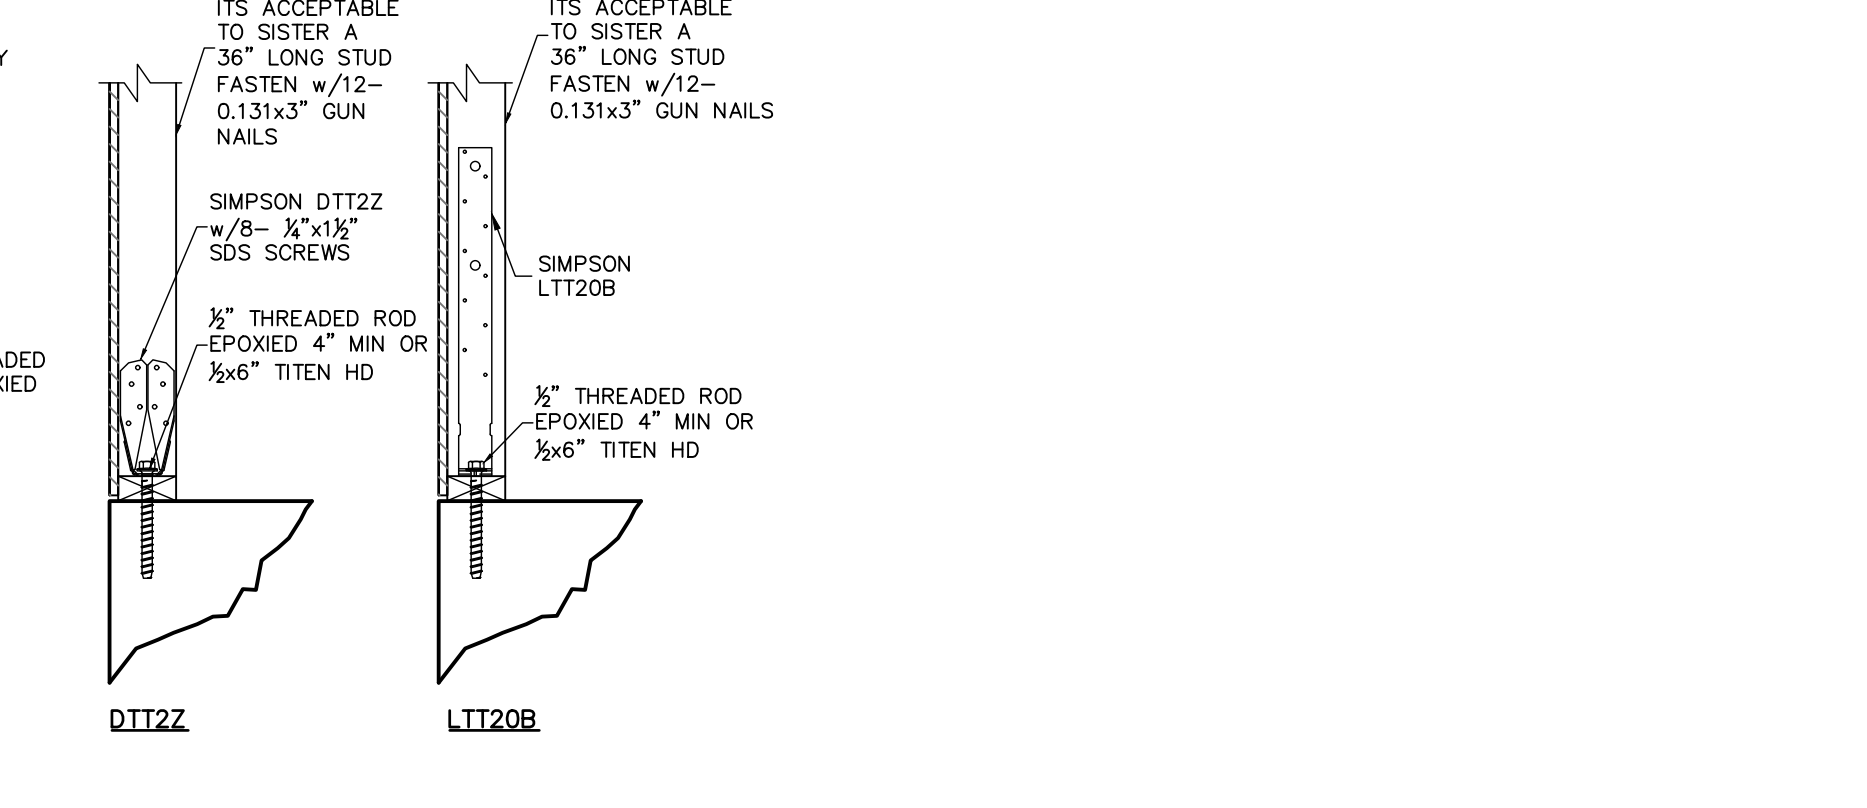 Y
ADED
XIED
ITS ACCEPTABLE
TO SISTER A
36” LONG STUD
FASTEN w/12–
0.131x3” GUN
NAILS
SIMPSON DTT2Z
w/8– ¼”x1½”
SDS SCREWS
½” THREADED ROD
EPOXIED 4” MIN OR
½x6” TITEN HD
DTT2Z
ITS ACCEPTABLE
TO SISTER A
36” LONG STUD
FASTEN w/12–
0.131x3” GUN NAILS
SIMPSON
LTT20B
½” THREADED ROD
EPOXIED 4” MIN OR
½x6” TITEN HD
LTT20B